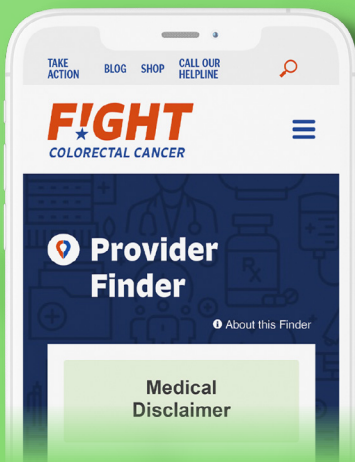 TAKE
ACTION
BLOG
SHOP
CALL OUR
HELPLINE
F!GHT
COLORECTAL CANCER
Provider
Finder
About this Finder
Medical
Disclaimer